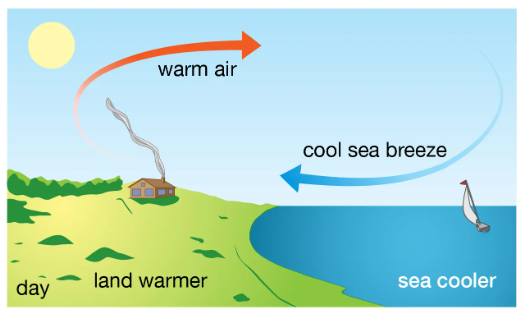 warm air
cool sea breeze
land warmer
sea cooler
day